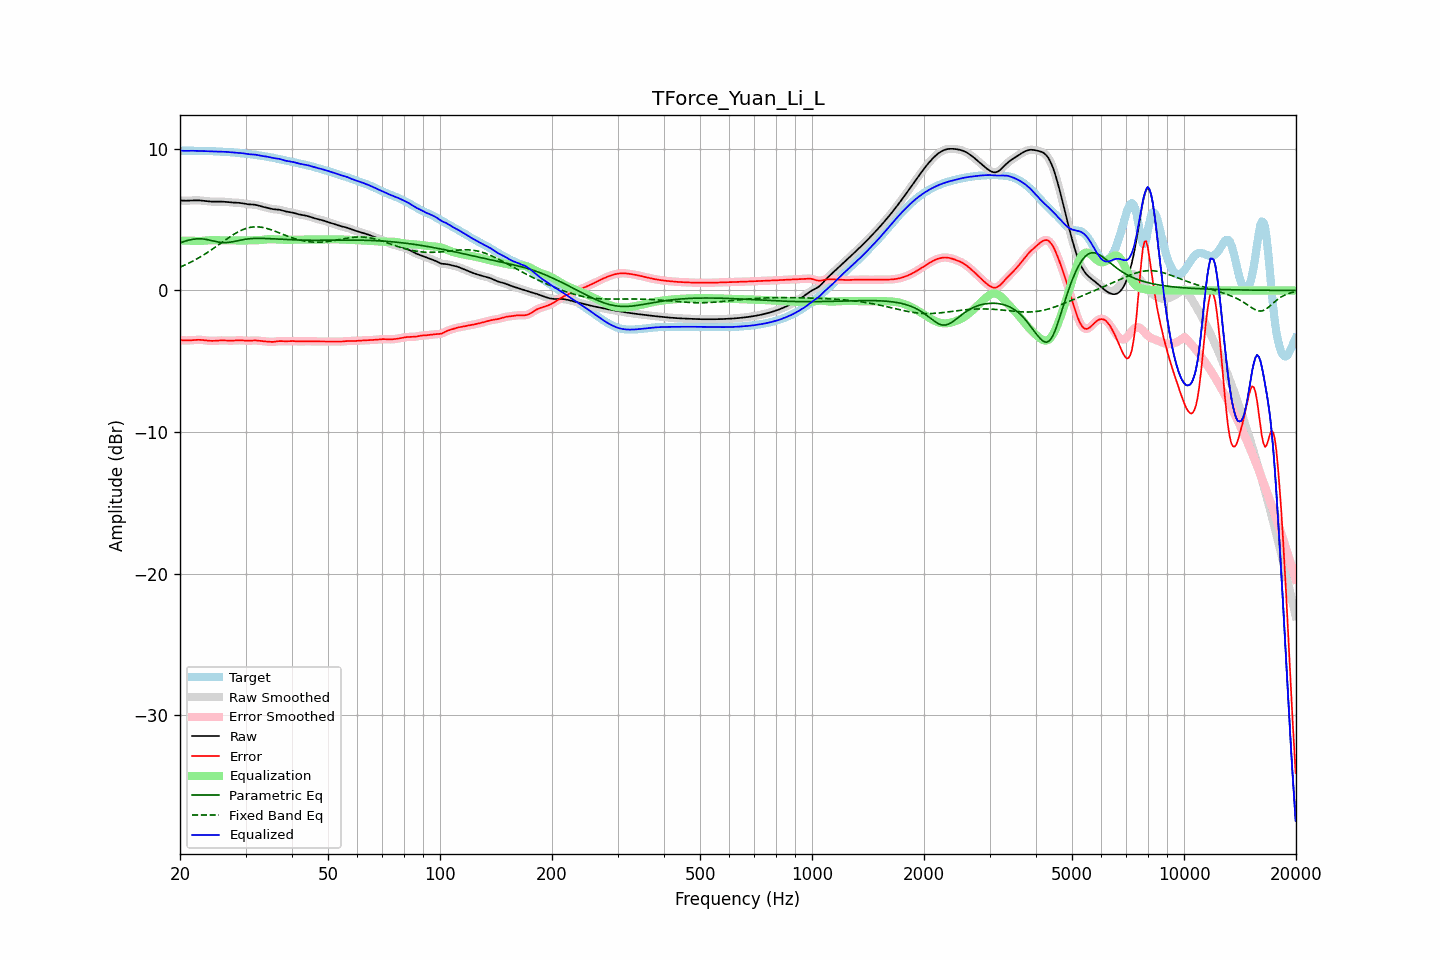 TForce_Yuan_Li_L
Amplitude (dBr)
10
0
−10
−20
−30
Target
Raw Smoothed
Error Smoothed
Raw
Error
Equalization
Parametric Eq
Fixed Band Eq
Equalized
20 50 100 200 500 1000 2000 5000 10000 20000
Frequency (Hz)